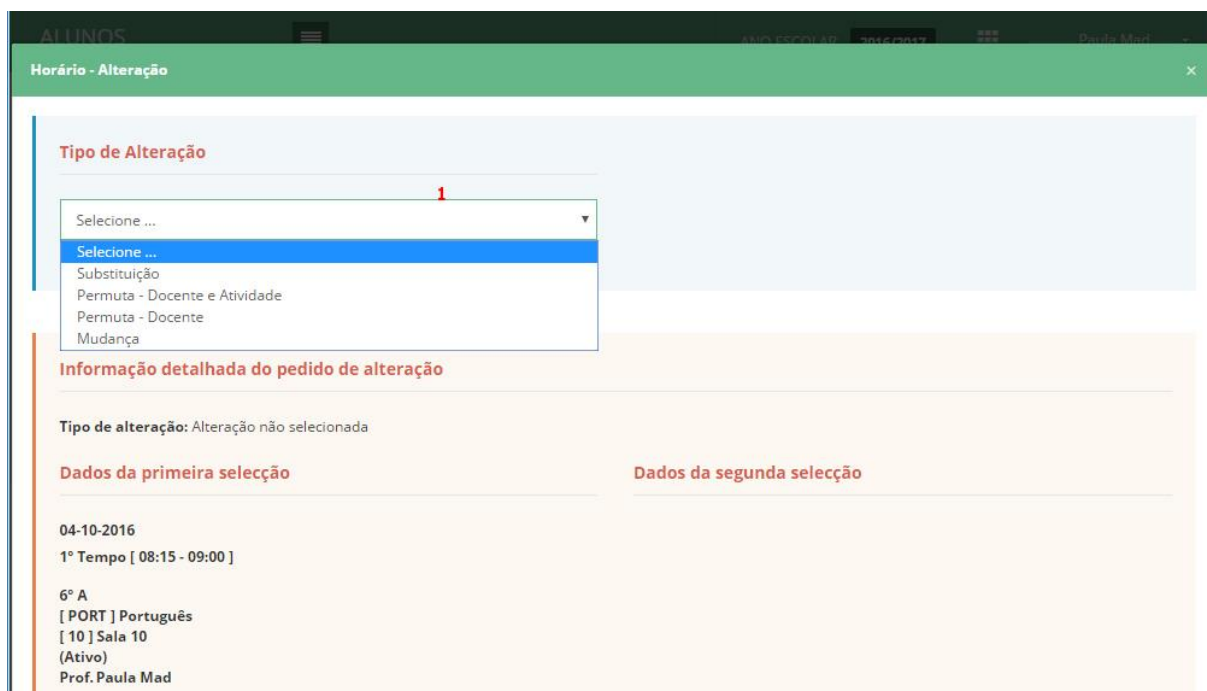 ALUNOS
ANO ESCOLAR 2016/2017 Paula Mad
Horário - Alteração ×
Tipo de Alteração
1
Selecione ...
Selecione ...
Substituição
Permuta - Docente e Atividade
Permuta - Docente
Mudança
Informação detalhada do pedido de alteração
Tipo de alteração: Alteração não selecionada
Dados da primeira selecção
Dados da segunda selecção
04-10-2016
1º Tempo [ 08:15 - 09:00 ]
6º A
[ PORT ] Português
[ 10 ] Sala 10
(Ativo)
Prof. Paula Mad